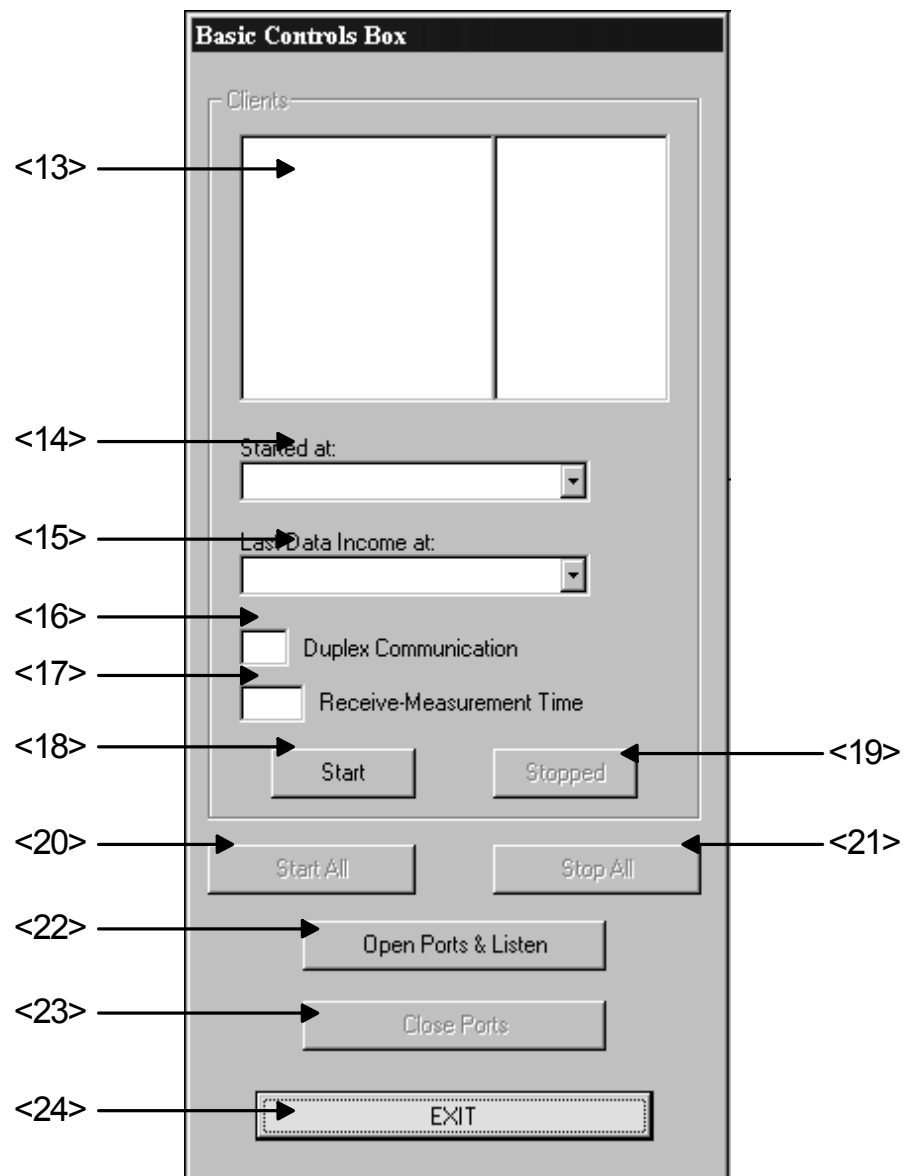 Basic Controls Box
Clients
<13>
<14>
Started at:
<15>
Last Data Income at:
<16>
Duplex Communication
<17>
Receive-Measurement Time
<18>
Start
Stopped
<19>
<20>
Start All
Stop All
<21>
<22>
Open Ports & Listen
<23>
Close Ports
<24>
EXIT